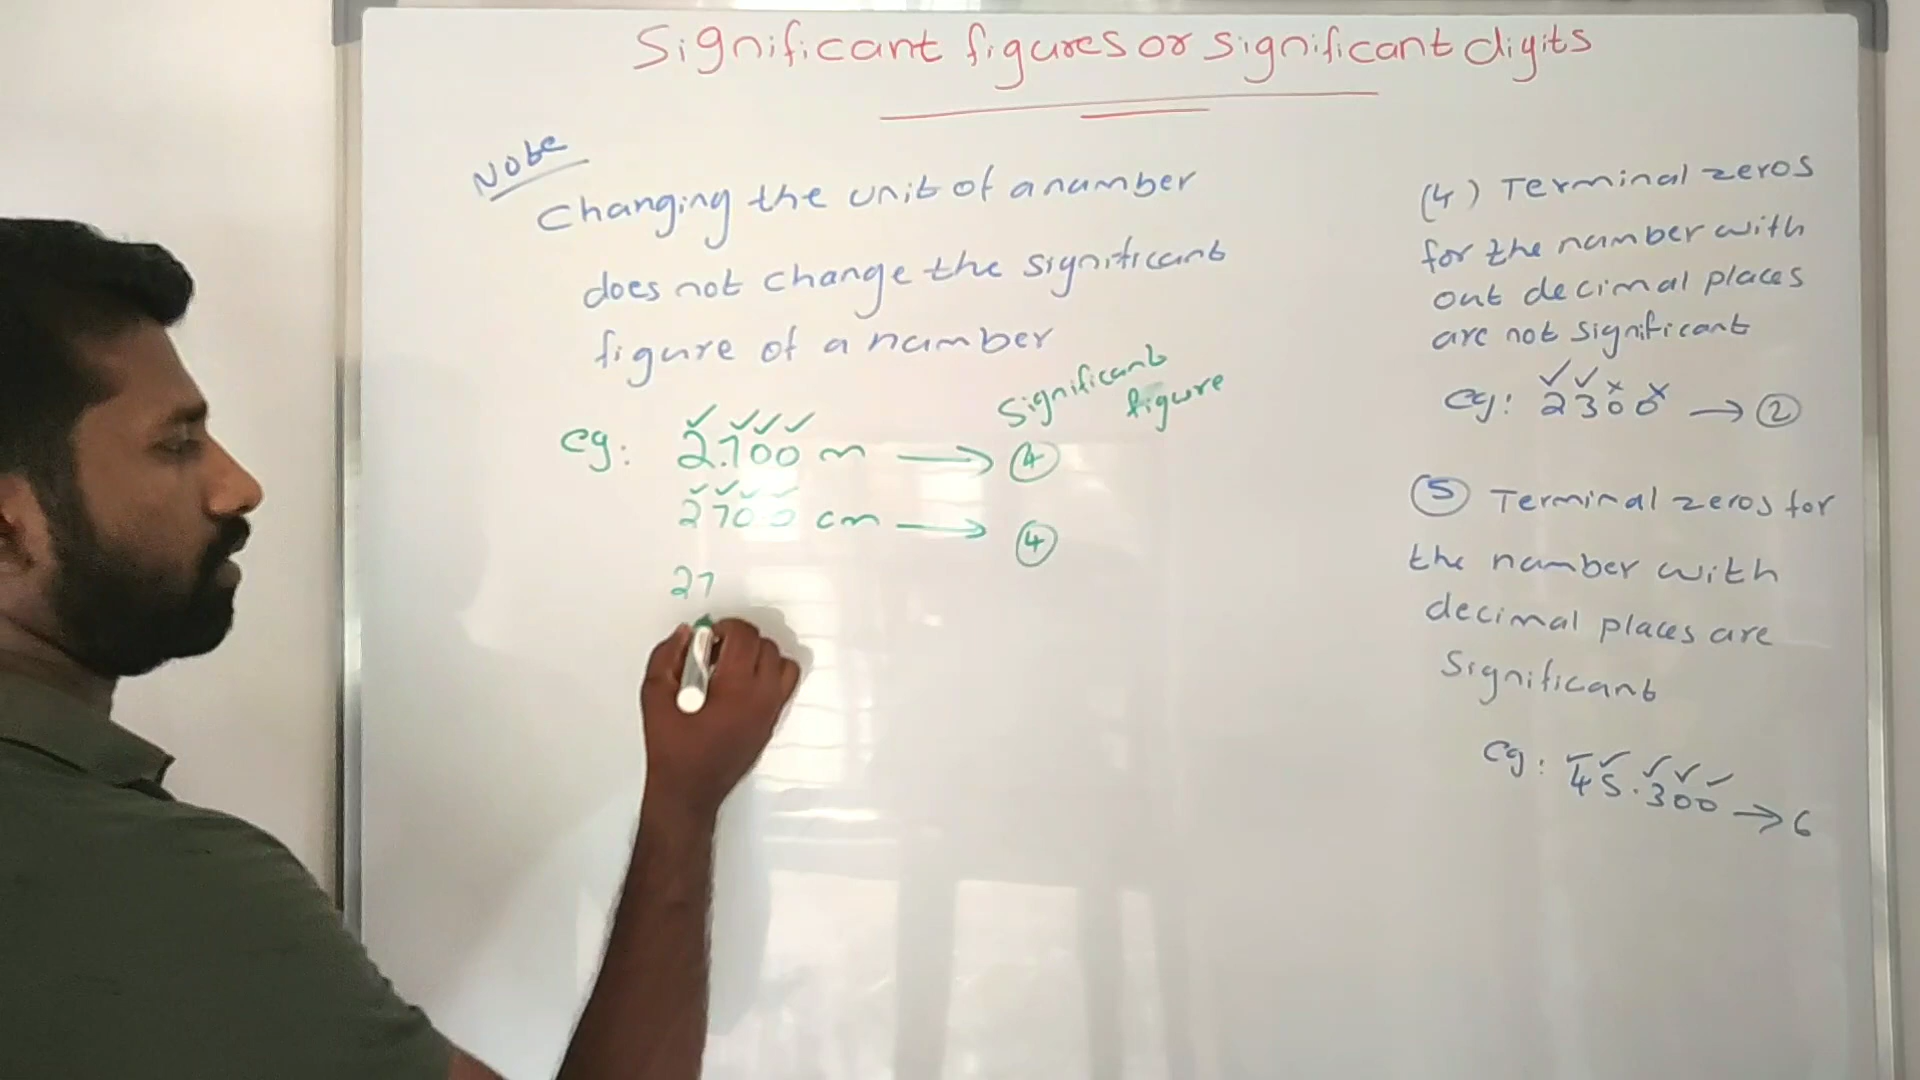 Significant figures or significant digits
Note
Changing the unit of a number
does not change the significant
figure of a number
Significant
figure
eg: 2.700 m → 4
2700 cm → 4
27
(4) Terminal zeros
for the number with
out decimal places
are not significant
eg: 2300 → 2
5 Terminal zeros for
the number with
decimal places are
Significant
eg: 45.300 → 6